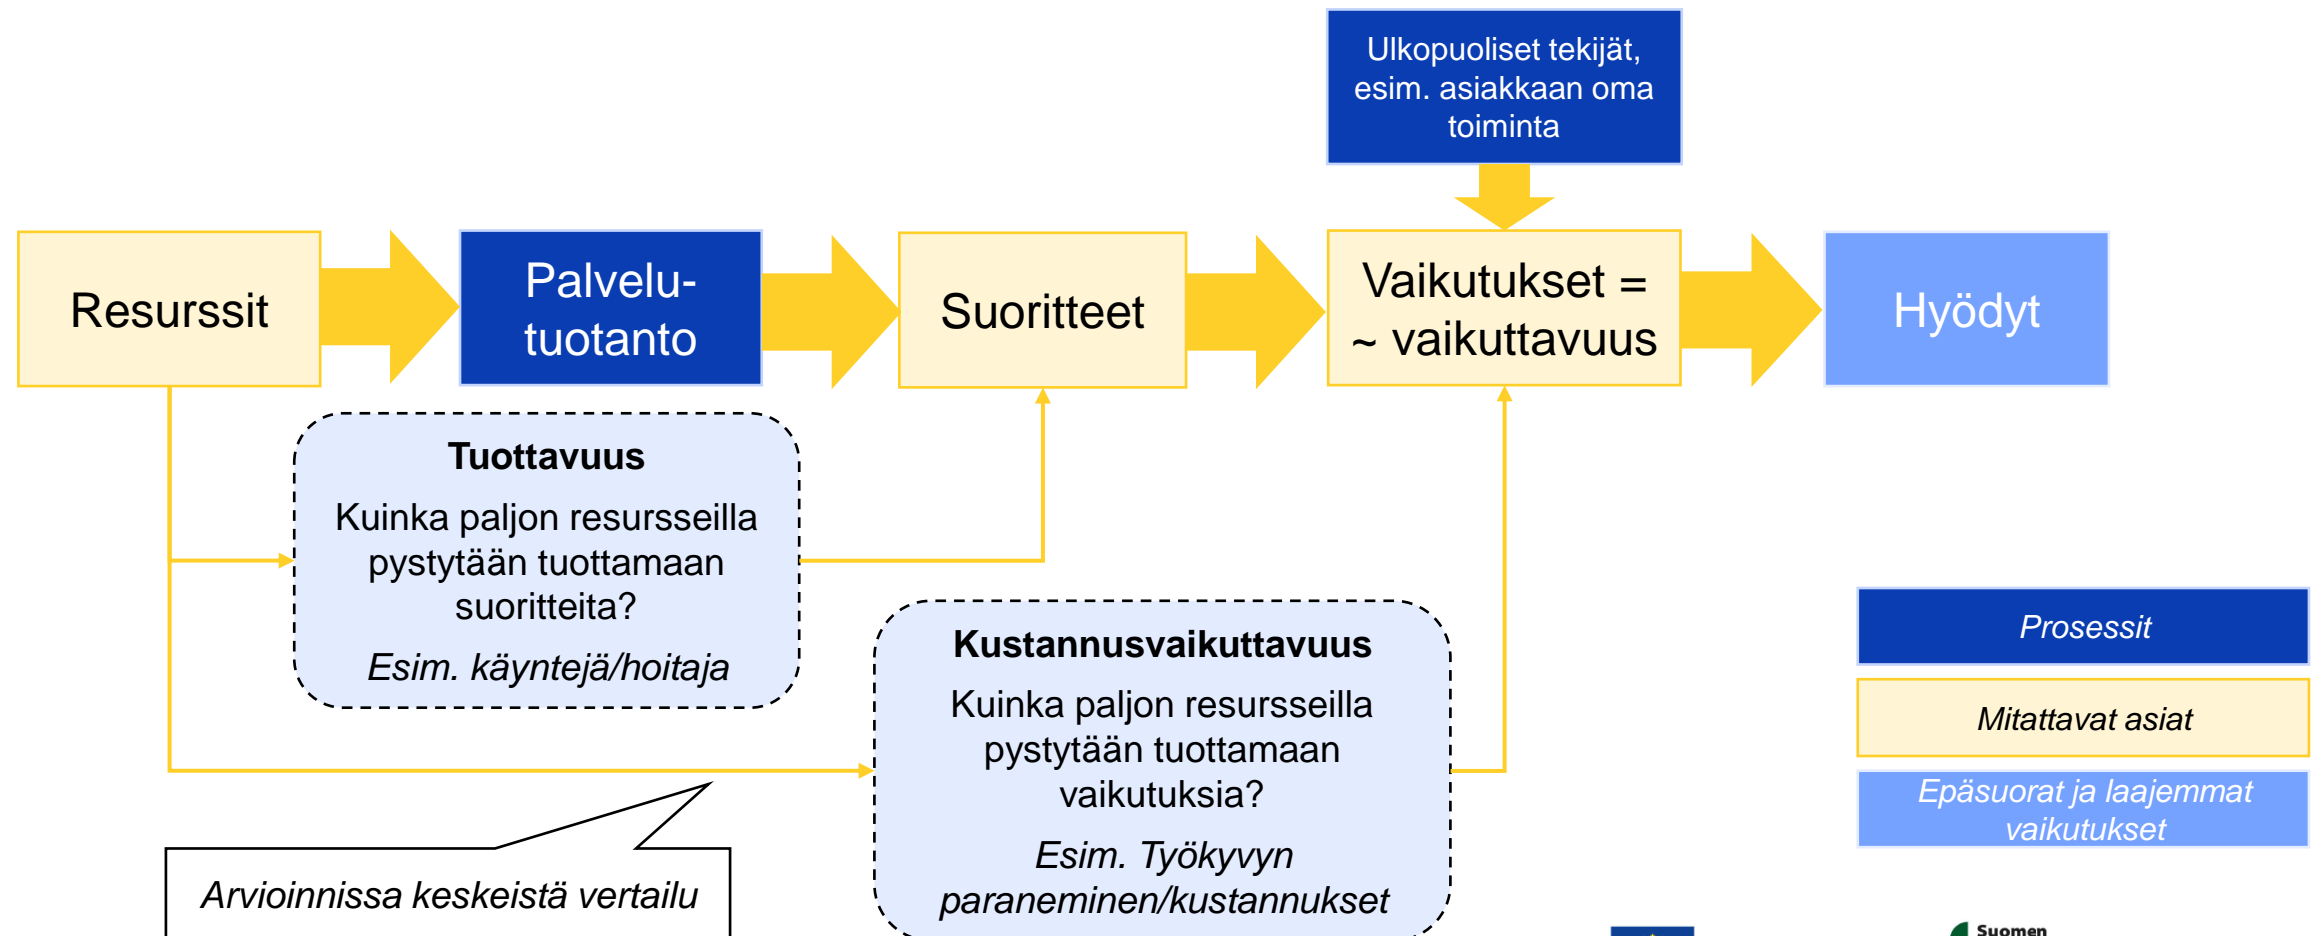 Ulkopuoliset tekijät,
esim. asiakkaan oma
toiminta
Resurssit
Palvelu-
tuotanto
Suoritteet
Vaikutukset =
~ vaikuttavuus
Hyödyt
Tuottavuus
Kuinka paljon resursseilla
pystytään tuottamaan
suoritteita?
Esim. käyntejä/hoitaja
Kustannusvaikuttavuus
Kuinka paljon resursseilla
pystytään tuottamaan
vaikutuksia?
Esim. Työkyvyn
paraneminen/kustannukset
Arvioinnissa keskeistä vertailu
Prosessit
Mitattavat asiat
Epäsuorat ja laajemmat
vaikutukset
Suomen